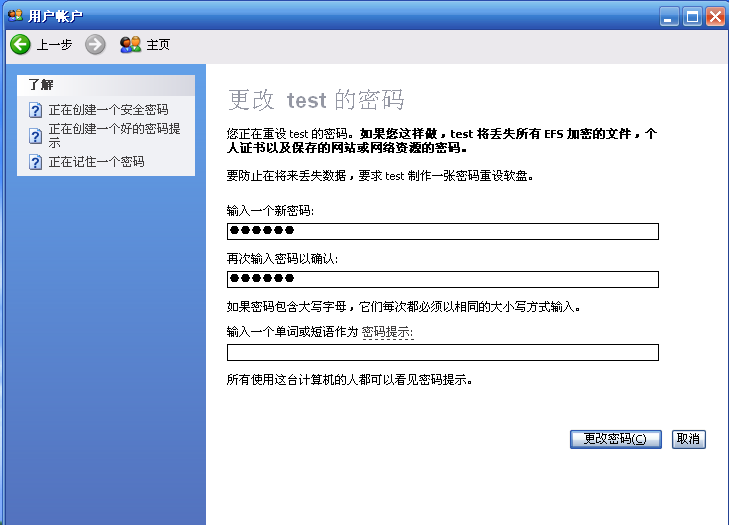 用户帐户
上一步 主页
了解
正在创建一个安全密码
正在创建一个好的密码提
示
正在记住一个密码
更改 test 的密码
您正在重设 test 的密码。如果您这样做，test 将丢失所有 EFS 加密的文件，个
人证书以及保存的网站或网络资源的密码。
要防止在将来丢失数据，要求 test 制作一张密码重设软盘。
输入一个新密码:
再次输入密码以确认:
如果密码包含大写字母，它们每次都必须以相同的大小写方式输入。
输入一个单词或短语作为 密码提示:
所有使用这台计算机的人都可以看见密码提示。
更改密码(C) 取消